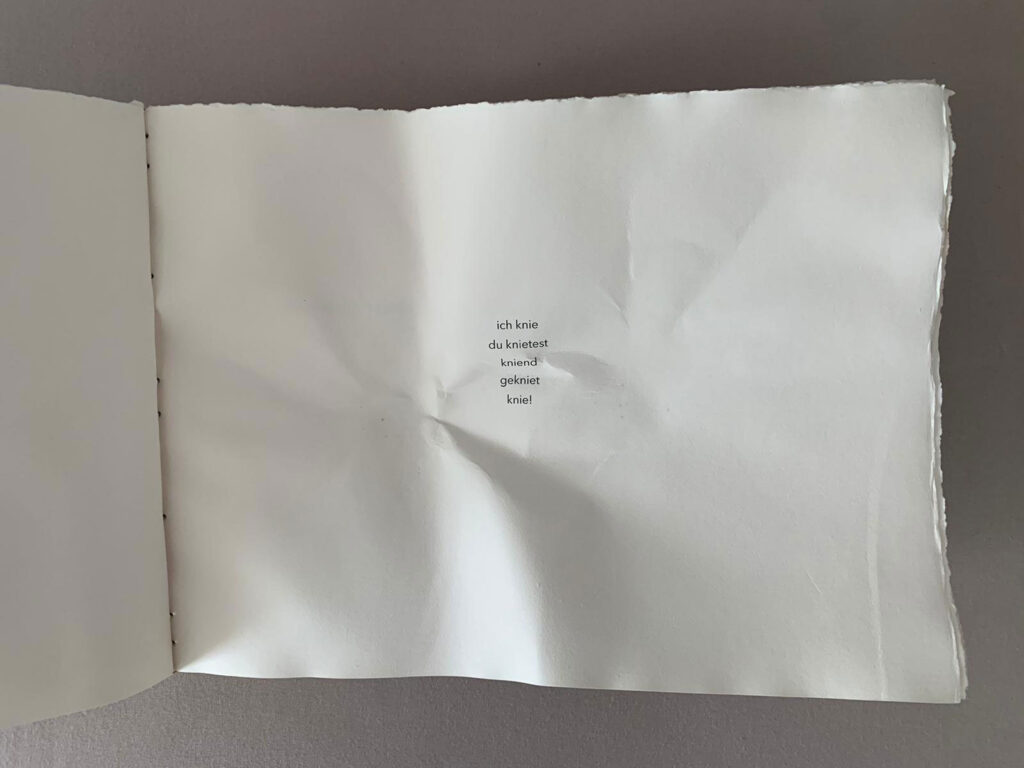 ich knie
du knietest
kniend
gekniet
knie!